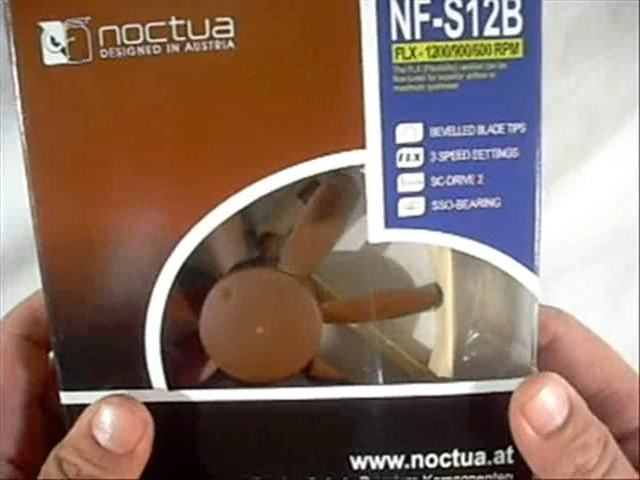 noctua
DESIGNED IN AUSTRIA
NF-S12B
FLX - 1200/900/600 RPM
BEVELLED BLADE TIPS
FLX 3-SPEED SETTINGS
SC-DRIVE 2
SSO-BEARING
www.noctua.at